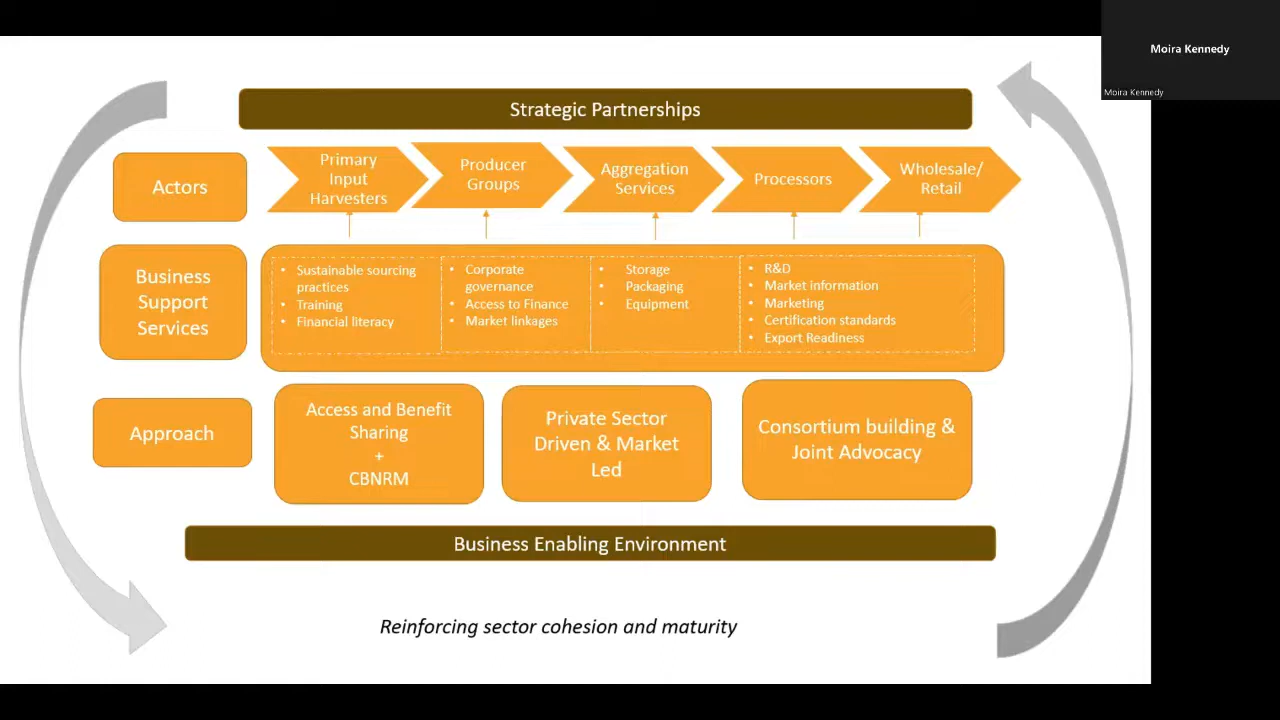 Moira Kennedy
Moira Kennedy
Strategic Partnerships
Actors
Primary
Input
Harvesters
Producer
Groups
Aggregation
Services
Processors
Wholesale/
Retail
Business
Support
Services
• Sustainable sourcing
practices
• Training
• Financial literacy
• Corporate
governance
• Access to Finance
• Market linkages
• Storage
• Packaging
• Equipment
• R&D
• Market information
• Marketing
• Certification standards
• Export Readiness
Approach
Access and Benefit
Sharing
+
CBNRM
Private Sector
Driven & Market
Led
Consortium building &
Joint Advocacy
Business Enabling Environment
Reinforcing sector cohesion and maturity